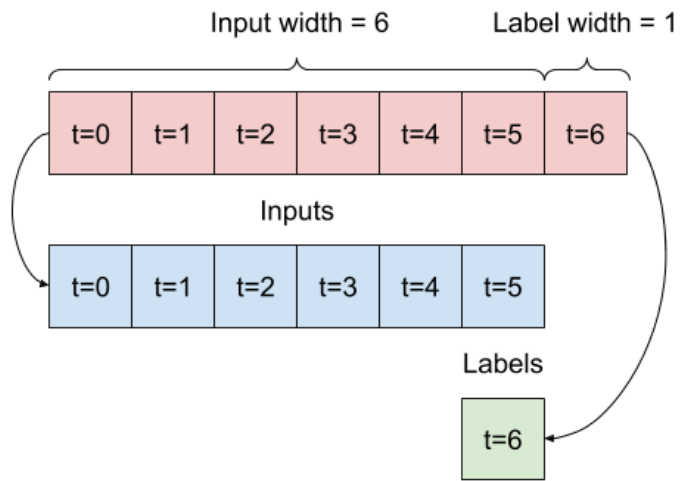 Input width = 6 Label width = 1
t=0 t=1 t=2 t=3 t=4 t=5 t=6
Inputs
t=0 t=1 t=2 t=3 t=4 t=5
Labels
t=6